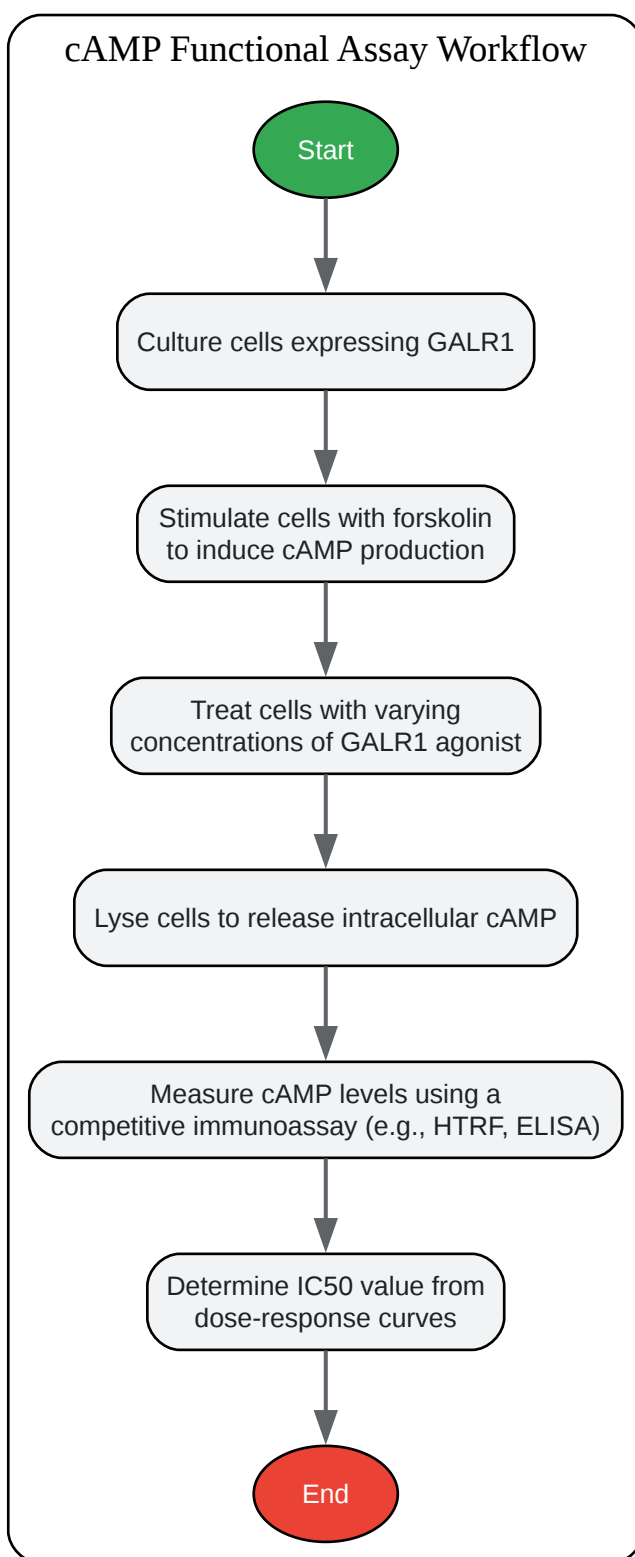 cAMP Functional Assay Workflow
Start
Culture cells expressing GALR1
Stimulate cells with forskolin
to induce cAMP production
Treat cells with varying
concentrations of GALR1 agonist
Lyse cells to release intracellular cAMP
Measure cAMP levels using a
competitive immunoassay (e.g., HTRF, ELISA)
Determine IC50 value from
dose-response curves
End